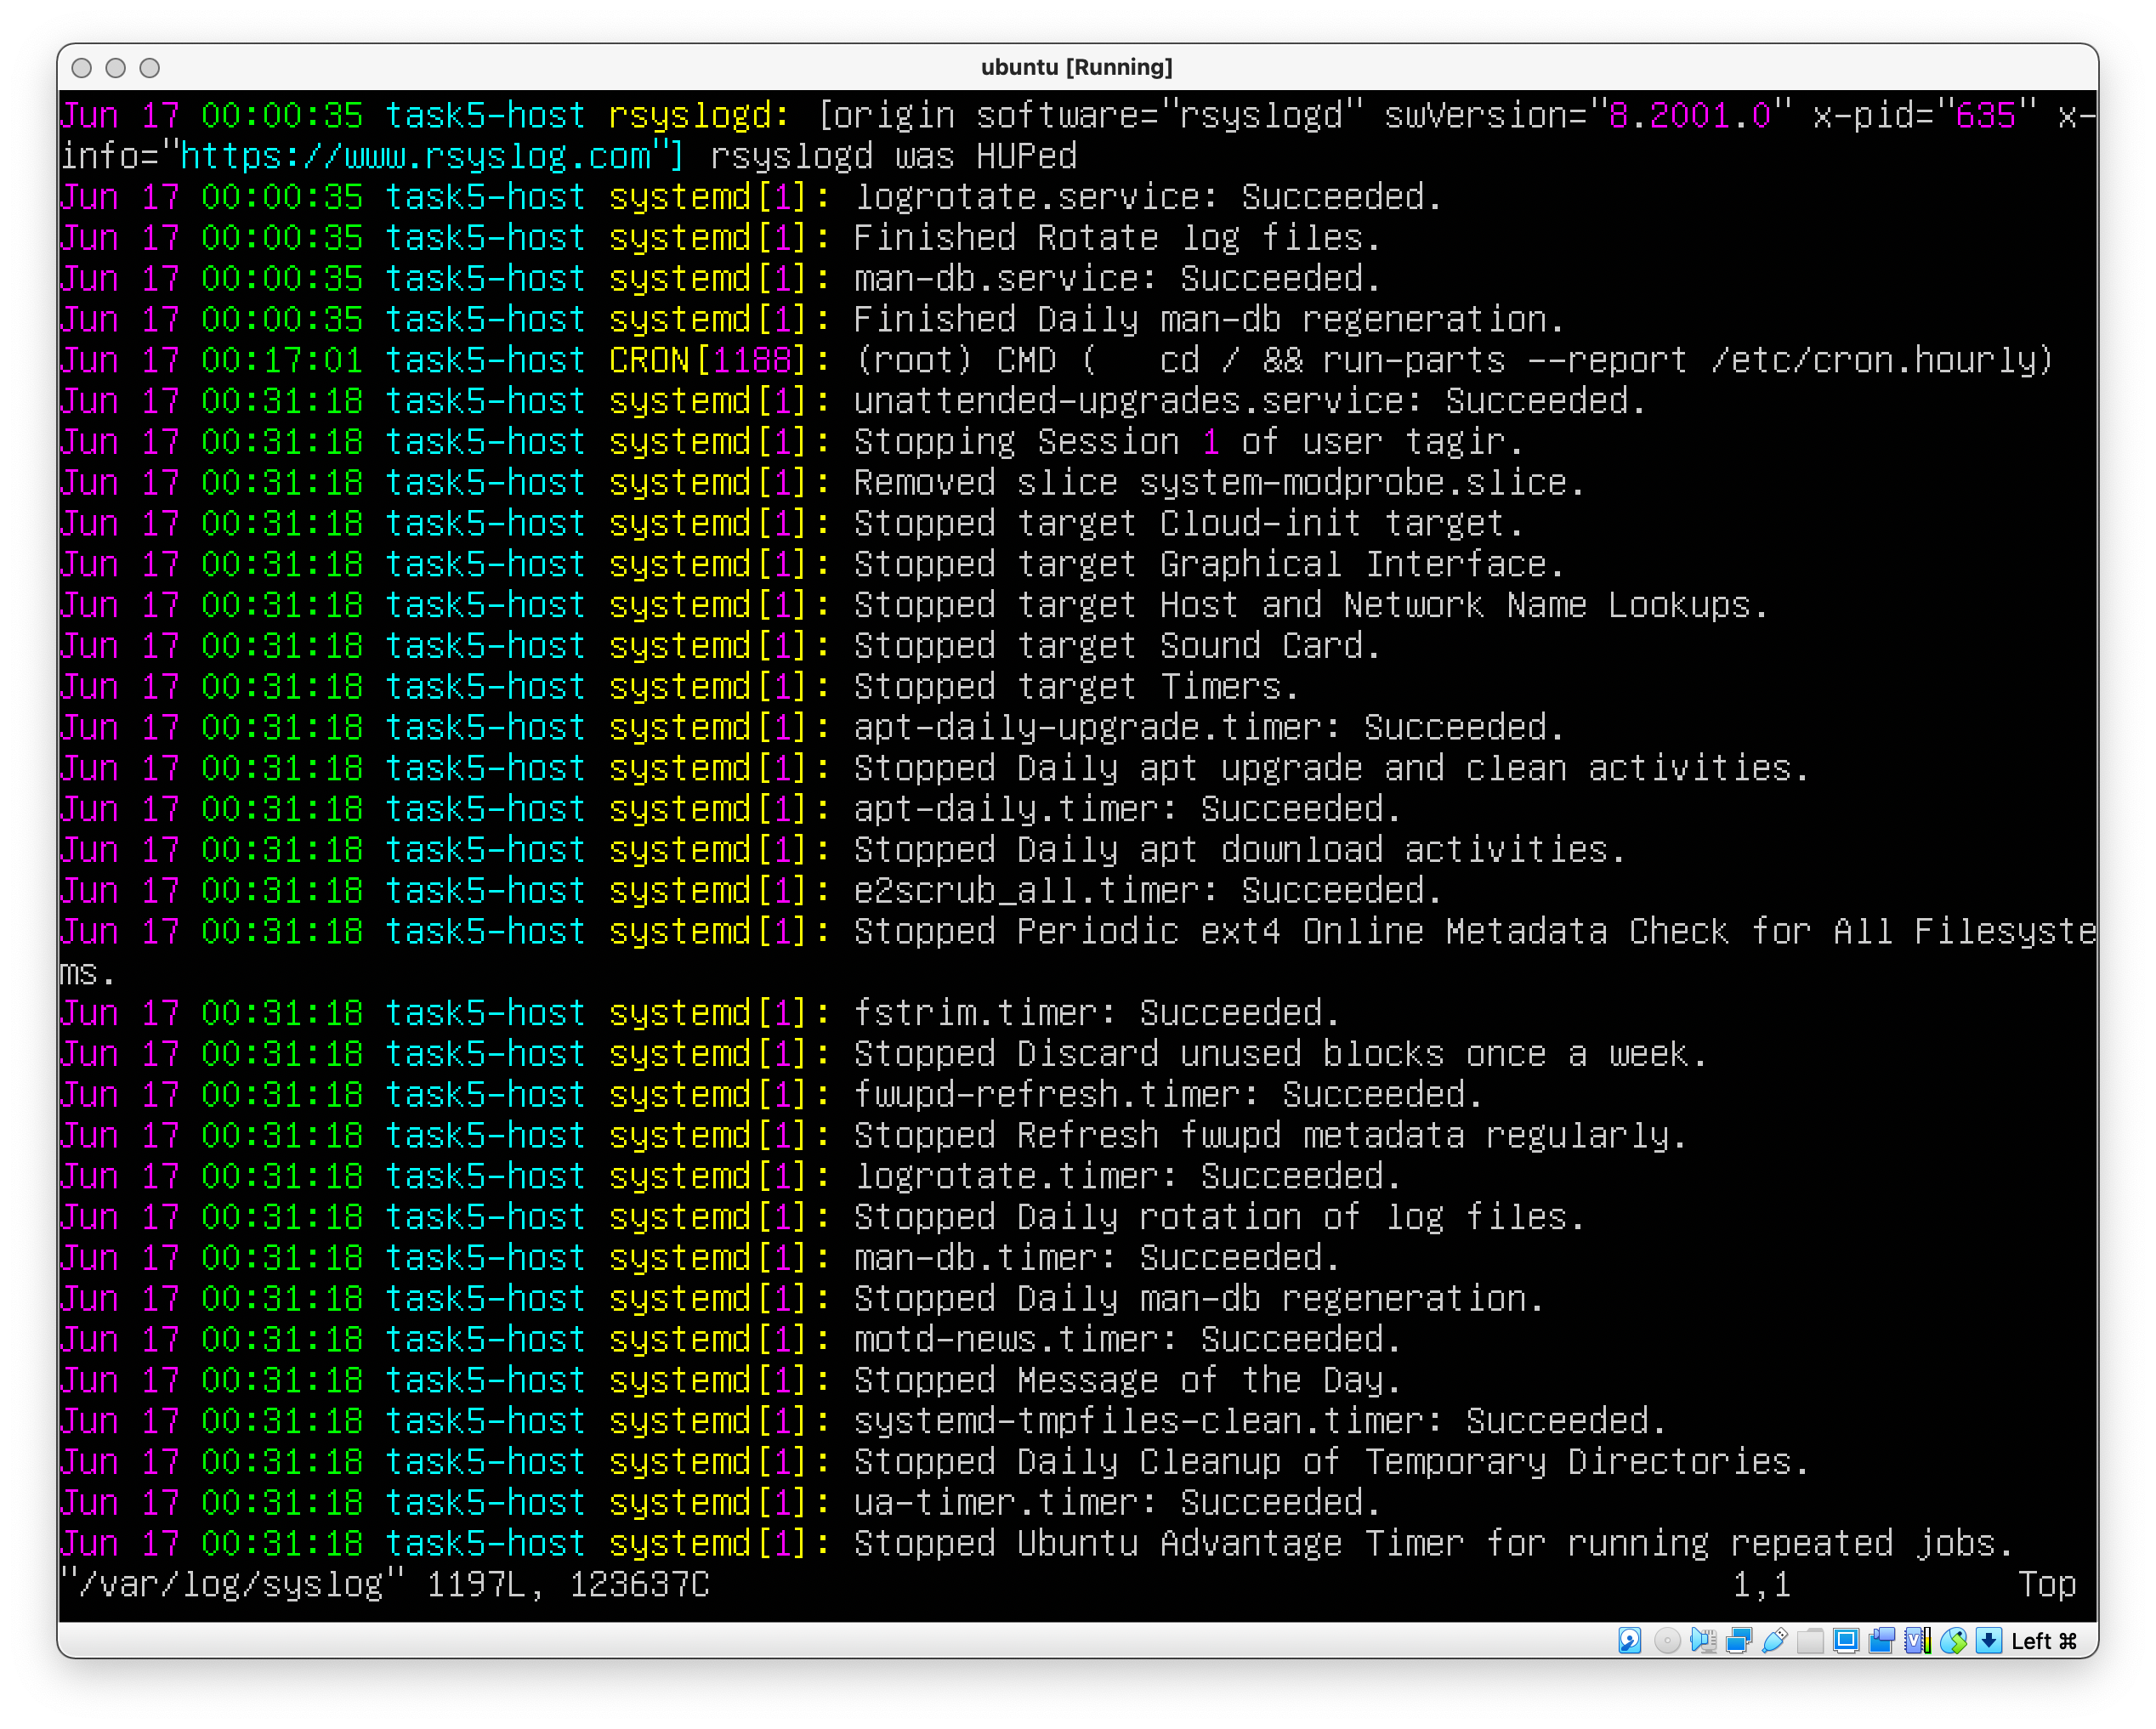 ubuntu [Running]
Jun 17 00:00:35 task5-host rsyslogd: [origin software="rsyslogd" swVersion="8.2001.0" x-pid="635" x-
info="https://www.rsyslog.com"] rsyslogd was HUPed
Jun 17 00:00:35 task5-host systemd[1]: logrotate.service: Succeeded.
Jun 17 00:00:35 task5-host systemd[1]: Finished Rotate log files.
Jun 17 00:00:35 task5-host systemd[1]: man-db.service: Succeeded.
Jun 17 00:00:35 task5-host systemd[1]: Finished Daily man-db regeneration.
Jun 17 00:17:01 task5-host CRON[1188]: (root) CMD (   cd / && run-parts --report /etc/cron.hourly)
Jun 17 00:31:18 task5-host systemd[1]: unattended-upgrades.service: Succeeded.
Jun 17 00:31:18 task5-host systemd[1]: Stopping Session 1 of user tagir.
Jun 17 00:31:18 task5-host systemd[1]: Removed slice system-modprobe.slice.
Jun 17 00:31:18 task5-host systemd[1]: Stopped target Cloud-init target.
Jun 17 00:31:18 task5-host systemd[1]: Stopped target Graphical Interface.
Jun 17 00:31:18 task5-host systemd[1]: Stopped target Host and Network Name Lookups.
Jun 17 00:31:18 task5-host systemd[1]: Stopped target Sound Card.
Jun 17 00:31:18 task5-host systemd[1]: Stopped target Timers.
Jun 17 00:31:18 task5-host systemd[1]: apt-daily-upgrade.timer: Succeeded.
Jun 17 00:31:18 task5-host systemd[1]: Stopped Daily apt upgrade and clean activities.
Jun 17 00:31:18 task5-host systemd[1]: apt-daily.timer: Succeeded.
Jun 17 00:31:18 task5-host systemd[1]: Stopped Daily apt download activities.
Jun 17 00:31:18 task5-host systemd[1]: e2scrub_all.timer: Succeeded.
Jun 17 00:31:18 task5-host systemd[1]: Stopped Periodic ext4 Online Metadata Check for All Filesyste
ms.
Jun 17 00:31:18 task5-host systemd[1]: fstrim.timer: Succeeded.
Jun 17 00:31:18 task5-host systemd[1]: Stopped Discard unused blocks once a week.
Jun 17 00:31:18 task5-host systemd[1]: fwupd-refresh.timer: Succeeded.
Jun 17 00:31:18 task5-host systemd[1]: Stopped Refresh fwupd metadata regularly.
Jun 17 00:31:18 task5-host systemd[1]: logrotate.timer: Succeeded.
Jun 17 00:31:18 task5-host systemd[1]: Stopped Daily rotation of log files.
Jun 17 00:31:18 task5-host systemd[1]: man-db.timer: Succeeded.
Jun 17 00:31:18 task5-host systemd[1]: Stopped Daily man-db regeneration.
Jun 17 00:31:18 task5-host systemd[1]: motd-news.timer: Succeeded.
Jun 17 00:31:18 task5-host systemd[1]: Stopped Message of the Day.
Jun 17 00:31:18 task5-host systemd[1]: systemd-tmpfiles-clean.timer: Succeeded.
Jun 17 00:31:18 task5-host systemd[1]: Stopped Daily Cleanup of Temporary Directories.
Jun 17 00:31:18 task5-host systemd[1]: ua-timer.timer: Succeeded.
Jun 17 00:31:18 task5-host systemd[1]: Stopped Ubuntu Advantage Timer for running repeated jobs.
"/var/log/syslog" 1197L, 123637C 1,1 Top
Left ⌘